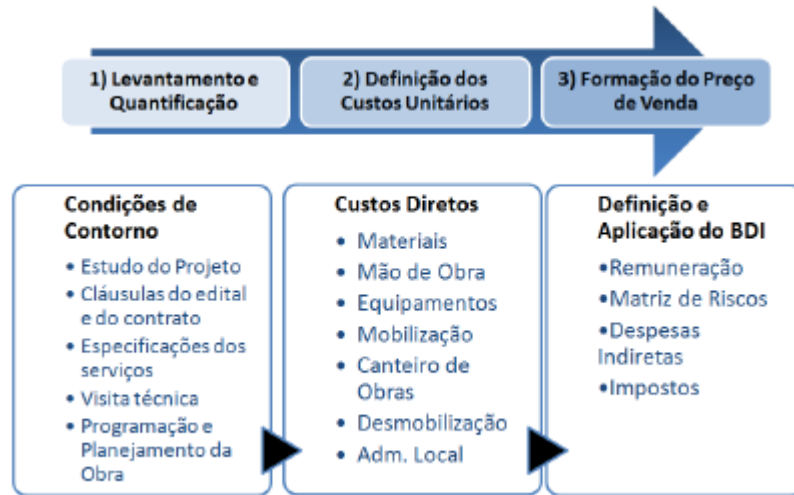 1) Levantamento e
Quantificação
2) Definição dos
Custos Unitários
3) Formação do Preço
de Venda
Condições de
Contorno
• Estudo do Projeto
• Cláusulas do edital
e do contrato
• Especificações dos
serviços
• Visita técnica
• Programação e
Planejamento da
Obra
Custos Diretos
• Materiais
• Mão de Obra
• Equipamentos
• Mobilização
• Canteiro de
Obras
• Desmobilização
• Adm. Local
Definição e
Aplicação do BDI
•Remuneração
•Matriz de Riscos
•Despesas
Indiretas
•Impostos